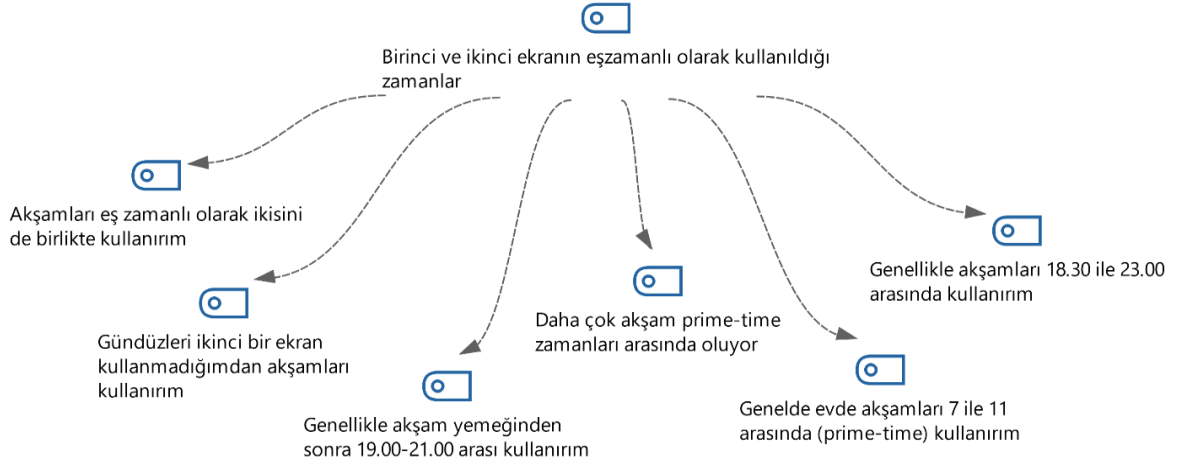 Birinci ve ikinci ekranın eşzamanlı olarak kullanıldığı
zamanlar
Akşamları eş zamanlı olarak ikisini
de birlikte kullanırım
Genellikle akşamları 18.30 ile 23.00
arasında kullanırım
Gündüzleri ikinci bir ekran
kullanmadığımdan akşamları
kullanırım
Daha çok akşam prime-time
zamanları arasında oluyor
Genellikle akşam yemeğinden
sonra 19.00-21.00 arası kullanırım
Genelde evde akşamları 7 ile 11
arasında (prime-time) kullanırım